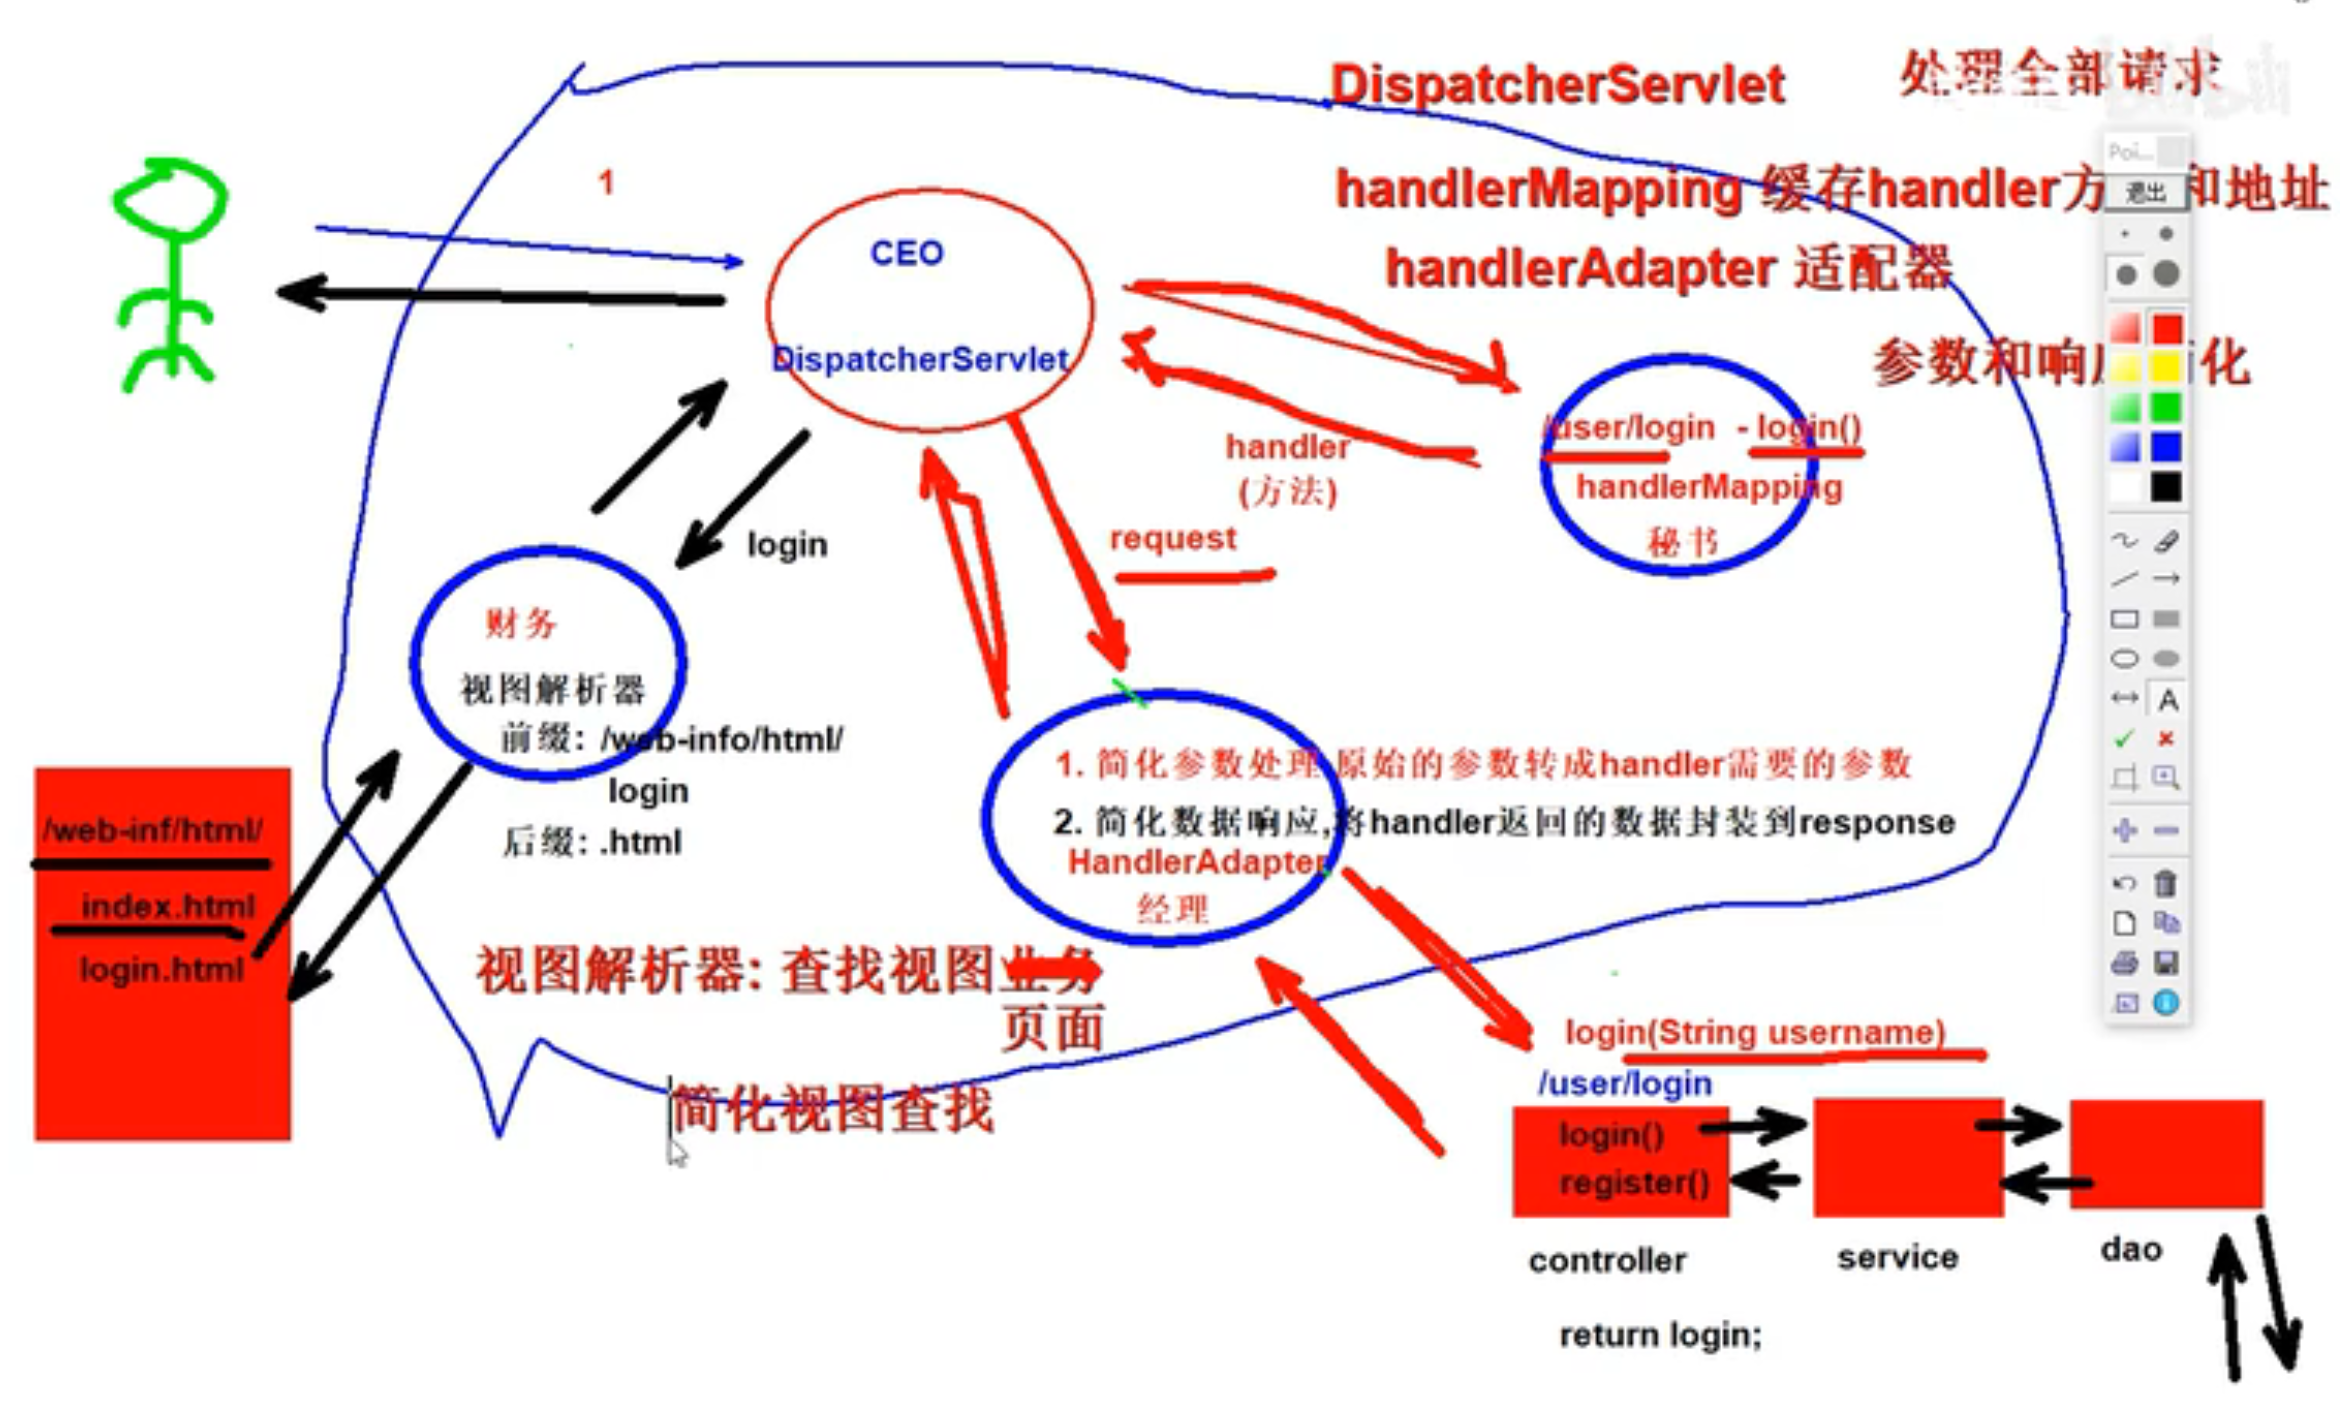 DispatcherServlet 处理全部请求
handlerMapping 缓存handler方 和地址
handlerAdapter 适配器
参数和响 化
1
CEO
DispatcherServlet
handler
(方法)
/user/login - login()
handlerMapping
秘书
request
login
财务
视图解析器
前缀: /web-info/html/
login
后缀: .html
/web-inf/html/
index.html
login.html
1. 简化参数处理 原始的参数转成handler需要的参数
2. 简化数据响应,将handler返回的数据封装到response
HandlerAdapter
经理
视图解析器: 查找视图业务
页面
简化视图查找
login(String username)
/user/login
login()
register()
controller
service
dao
return login;
Poi...
退出
A